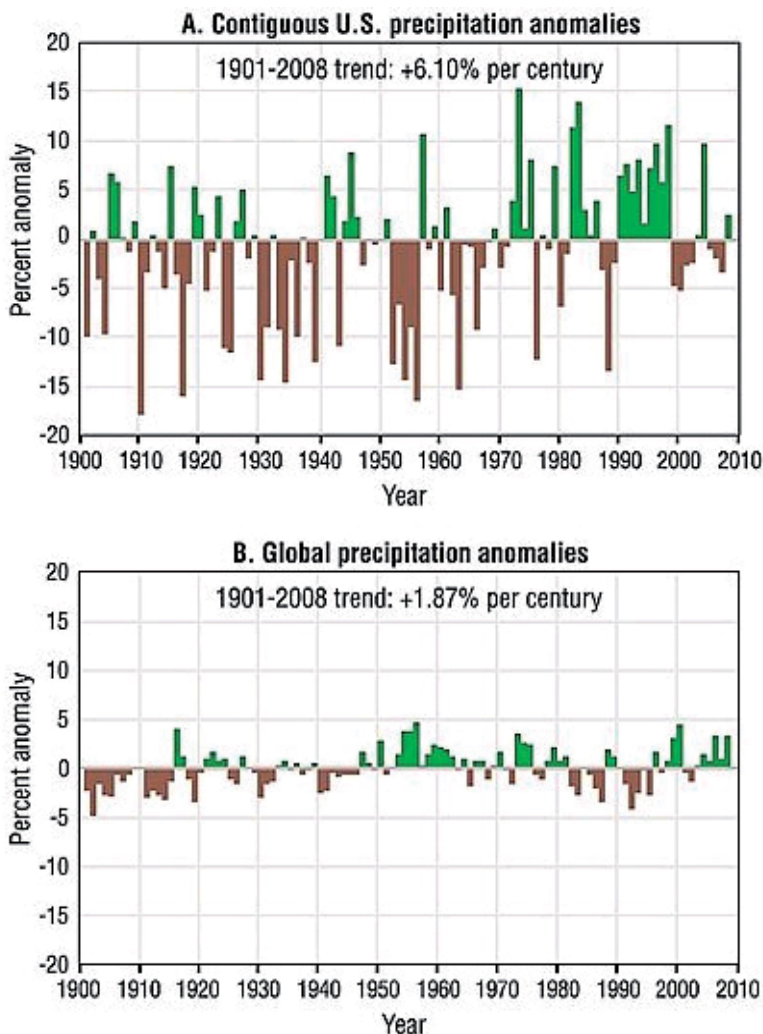 A. Contiguous U.S. precipitation anomalies
1901-2008 trend: +6.10% per century
Percent anomaly
20
15
10
5
0
-5
-10
-15
-20
1900 1910 1920 1930 1940 1950 1960 1970 1980 1990 2000 2010
Year
B. Global precipitation anomalies
1901-2008 trend: +1.87% per century
Percent anomaly
20
15
10
5
0
-5
-10
-15
-20
1900 1910 1920 1930 1940 1950 1960 1970 1980 1990 2000 2010
Year